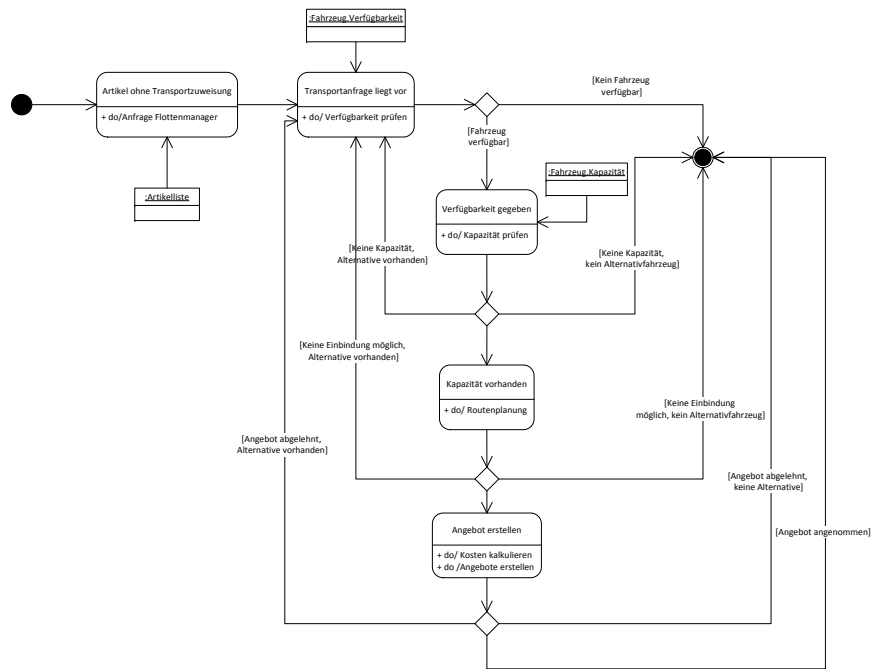 :Fahrzeug.Verfügbarkeit
Artikel ohne Transportzuweisung
+ do/Anfrage Flottenmanager
Transportanfrage liegt vor
+ do/ Verfügbarkeit prüfen
[Kein Fahrzeug
verfügbar]
[Fahrzeug
verfügbar]
:Artikelliste
:Fahrzeug.Kapazität
Verfügbarkeit gegeben
+ do/ Kapazität prüfen
[Keine Kapazität,
Alternative vorhanden]
[Keine Kapazität,
kein Alternativfahrzeug]
[Keine Einbindung möglich,
Alternative vorhanden]
Kapazität vorhanden
+ do/ Routenplanung
[Keine Einbindung
möglich, kein Alternativfahrzeug]
[Angebot abgelehnt,
Alternative vorhanden]
[Angebot abgelehnt,
keine Alternative]
Angebot erstellen
+ do/ Kosten kalkulieren
+ do /Angebote erstellen
[Angebot angenommen]